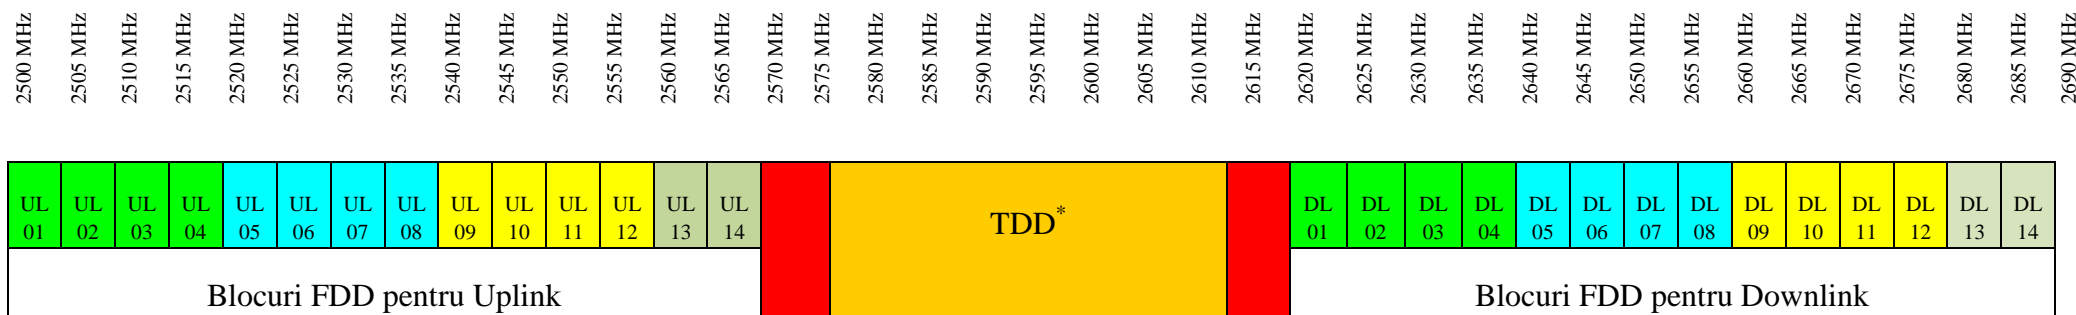 2500 MHz 2505 MHz 2510 MHz 2515 MHz 2520 MHz 2525 MHz 2530 MHz 2535 MHz 2540 MHz 2545 MHz 2550 MHz 2555 MHz 2560 MHz 2565 MHz 2570 MHz 2575 MHz 2580 MHz 2585 MHz 2590 MHz 2595 MHz 2600 MHz 2605 MHz 2610 MHz 2615 MHz 2620 MHz 2625 MHz 2630 MHz 2635 MHz 2640 MHz 2645 MHz 2650 MHz 2655 MHz 2660 MHz 2665 MHz 2670 MHz 2675 MHz 2680 MHz 2685 MHz 2690 MHz
UL UL UL UL UL UL UL UL UL UL UL UL UL UL TDD* DL DL DL DL DL DL DL DL DL DL DL DL DL DL
01 02 03 04 05 06 07 08 09 10 11 12 13 14 01 02 03 04 05 06 07 08 09 10 11 12 13 14
Blocuri FDD pentru Uplink Blocuri FDD pentru Downlink